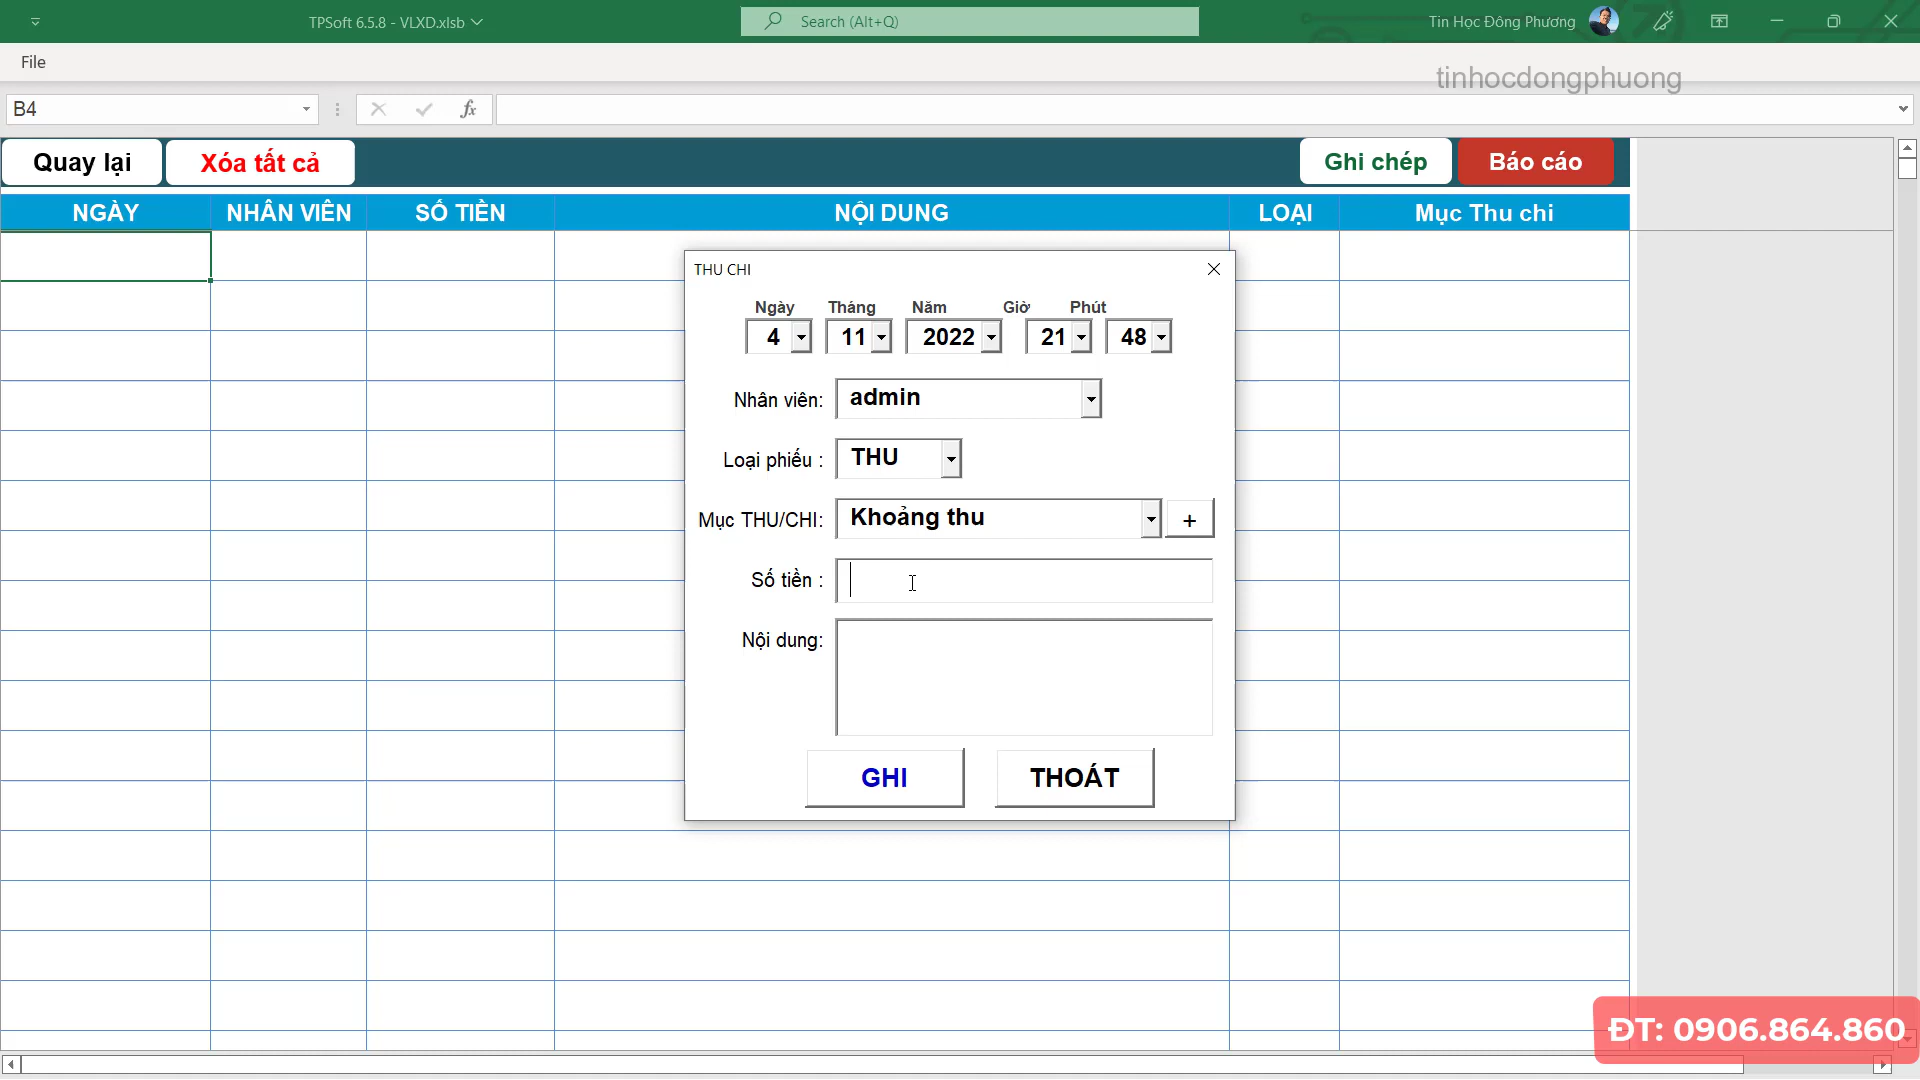 TPSoft 6.5.8 - VLXD.xlsb
Search (Alt+Q)
Tin Học Đông Phương
File
tinhocdongphuong
B4
fx
Quay lại
Xóa tất cả
Ghi chép
Báo cáo
NGÀY
NHÂN VIÊN
SỐ TIỀN
NỘI DUNG
LOẠI
Mục Thu chi
THU CHI
Ngày Tháng Năm Giờ Phút
4 11 2022 21 48
Nhân viên: admin
Loại phiếu : THU
Mục THU/CHI: Khoảng thu +
Số tiền :
Nội dung:
GHI THOÁT
ĐT: 0906.864.860